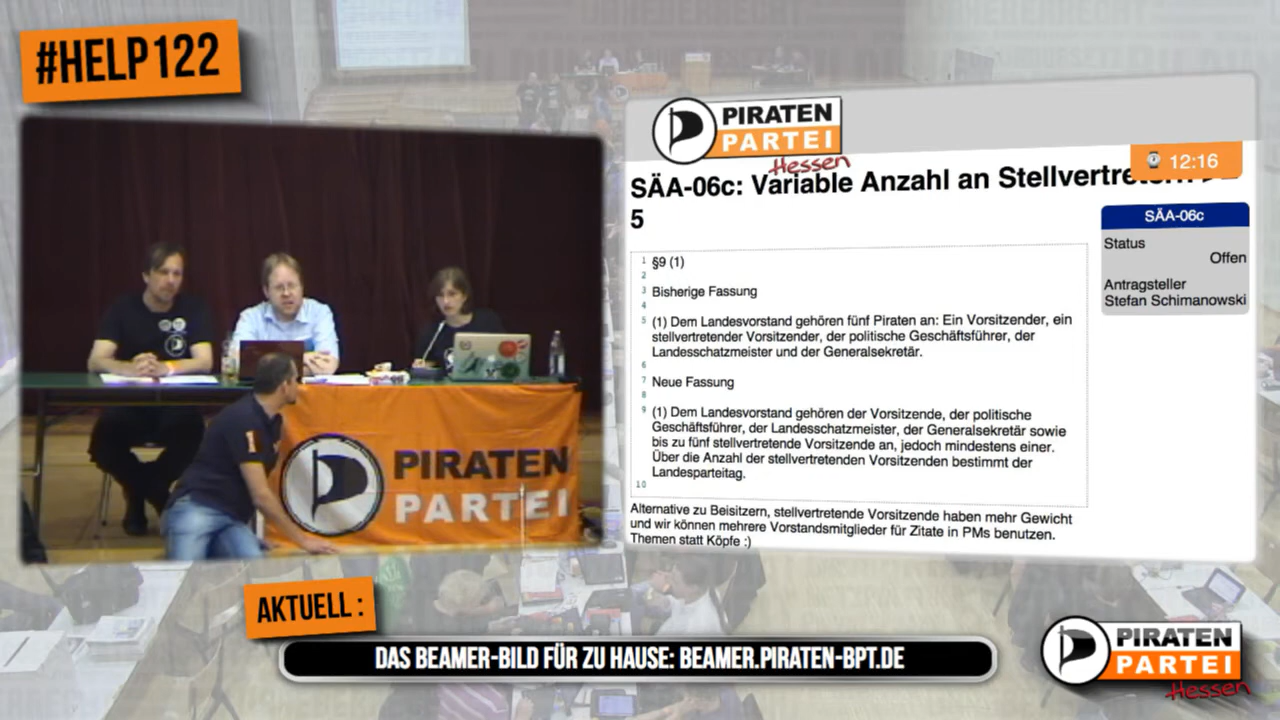 #HELP122
PIRATEN
PARTEI
Hessen
12:16
SÄA-06c: Variable Anzahl an Stellvertretern
5
SÄA-06c
Status
Offen
Antragsteller
Stefan Schimanowski
1 §9 (1)
2
3 Bisherige Fassung
4
5 (1) Dem Landesvorstand gehören fünf Piraten an: Ein Vorsitzender, ein
stellvertretender Vorsitzender, der politische Geschäftsführer, der
Landesschatzmeister und der Generalsekretär.
6
7 Neue Fassung
8
9 (1) Dem Landesvorstand gehören der Vorsitzende, der politische
Geschäftsführer, der Landesschatzmeister, der Generalsekretär sowie
bis zu fünf stellvertretende Vorsitzende an, jedoch mindestens einer.
Über die Anzahl der stellvertretenden Vorsitzenden bestimmt der
Landesparteitag.
10
Alternative zu Beisitzern, stellvertretende Vorsitzende haben mehr Gewicht
und wir können mehrere Vorstandsmitglieder für Zitate in PMs benutzen.
Themen statt Köpfe :)
PIRATEN
PARTEI
AKTUELL :
DAS BEAMER-BILD FÜR ZU HAUSE: BEAMER.PIRATEN-BPT.DE
PIRATEN
PARTEI
Hessen